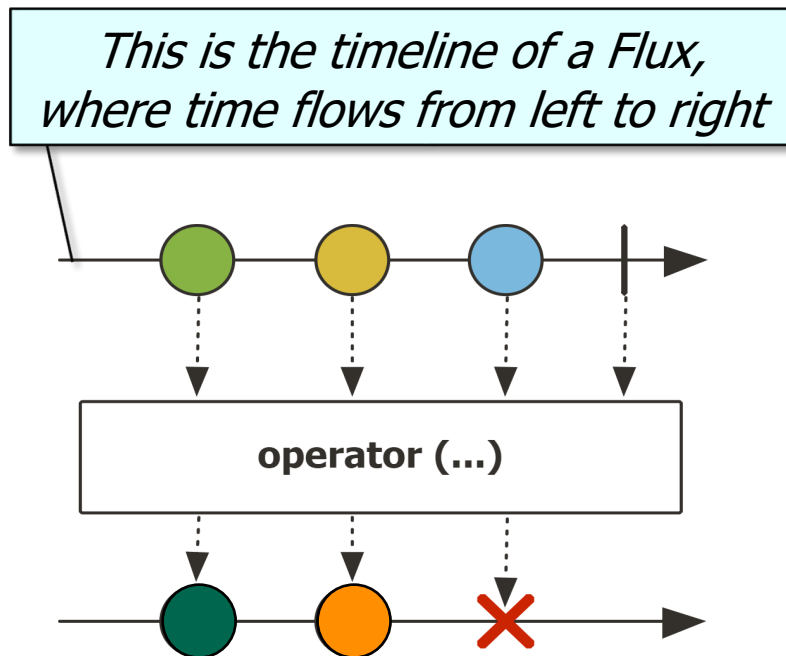 This is the timeline of a Flux,
where time flows from left to right
operator (...)